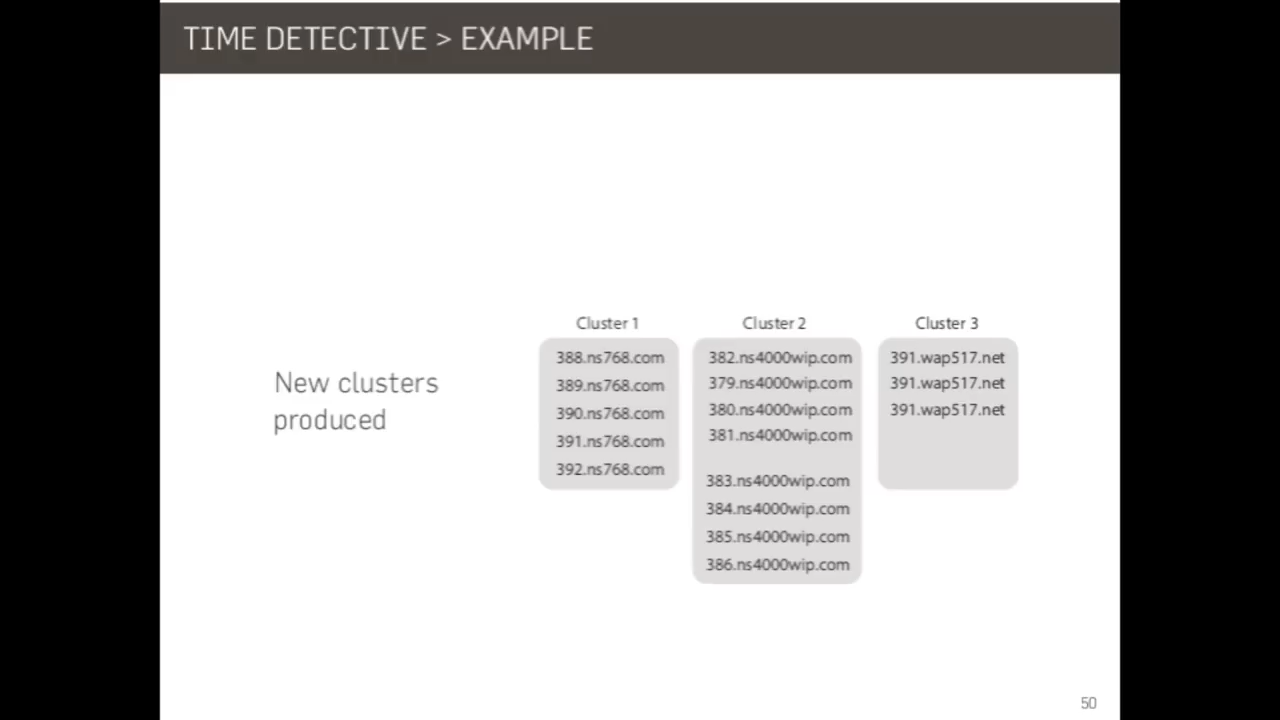 TIME DETECTIVE > EXAMPLE
New clusters
produced
Cluster 1
388.ns768.com
389.ns768.com
390.ns768.com
391.ns768.com
392.ns768.com
Cluster 2
382.ns4000wip.com
379.ns4000wip.com
380.ns4000wip.com
381.ns4000wip.com
383.ns4000wip.com
384.ns4000wip.com
385.ns4000wip.com
386.ns4000wip.com
Cluster 3
391.wap517.net
391.wap517.net
391.wap517.net
50